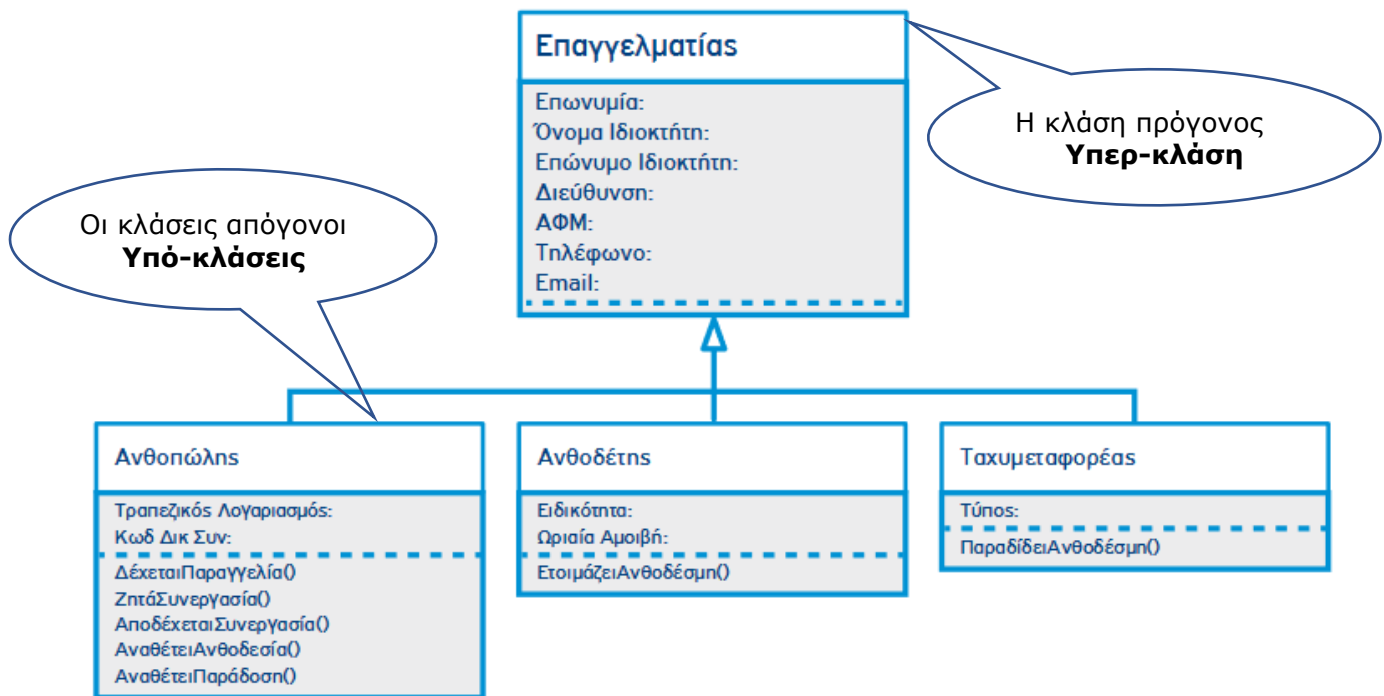 Επαγγελματίας
Επωνυμία:
Όνομα Ιδιοκτήτη:
Επώνυμο Ιδιοκτήτη:
Διεύθυνση:
ΑΦΜ:
Τηλέφωνο:
Email:
Η κλάση πρόγονος
Υπερ-κλάση
Οι κλάσεις απόγονοι
Υπό-κλάσεις
Ανθοπώλης
Τραπεζικός Λογαριασμός:
Κωδ Δικ Συν:
ΔέχεταιΠαραγγελία()
ΖητάΣυνεργασία()
ΑποδέχεταιΣυνεργασία()
ΑναθέτειΑνθοδεσία()
ΑναθέτειΠαράδοση()
Ανθοδέτης
Ειδικότητα:
Ωριαία Αμοιβή:
ΕτοιμάζειΑνθοδέσμη()
Ταχυμεταφορέας
Τύπος:
ΠαραδίδειΑνθοδέσμη()